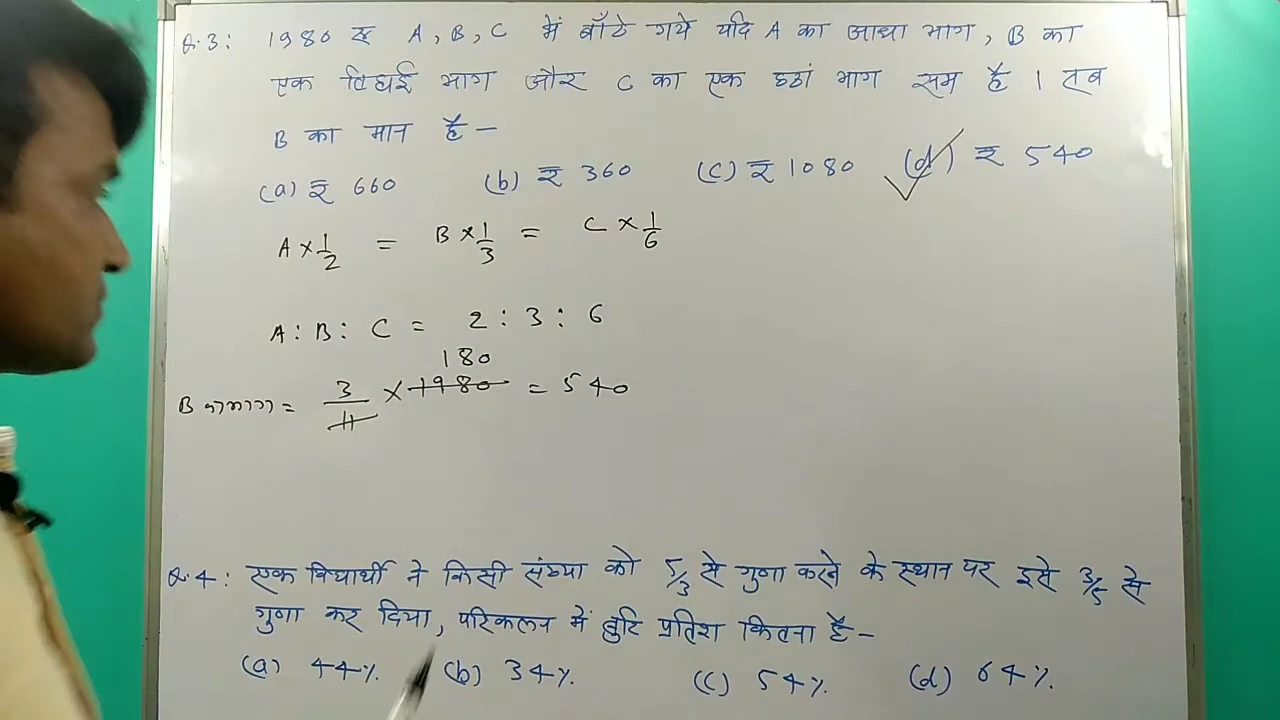 Q.3: 1980 ₹ A, B, C में बाँटे गये यदि A का आधा भाग, B का
एक तिहाई भाग और C का एक छठां भाग सम है । तब
B का मान है –
(a) ₹ 660 (b) ₹ 360 (c) ₹ 1080 (d) ₹ 540
A × 1/2 = B × 1/3 = C × 1/6
A : B : C = 2 : 3 : 6
180
B का भाग = 3/11 × 1980 = 540
Q.4: एक विद्यार्थी ने किसी संख्या को 5/3 से गुणा करने के स्थान पर इसे 3/5 से
गुणा कर दिया, परिकलन में त्रुटि प्रतिशत कितना है –
(a) 44% (b) 34% (c) 54% (d) 64%